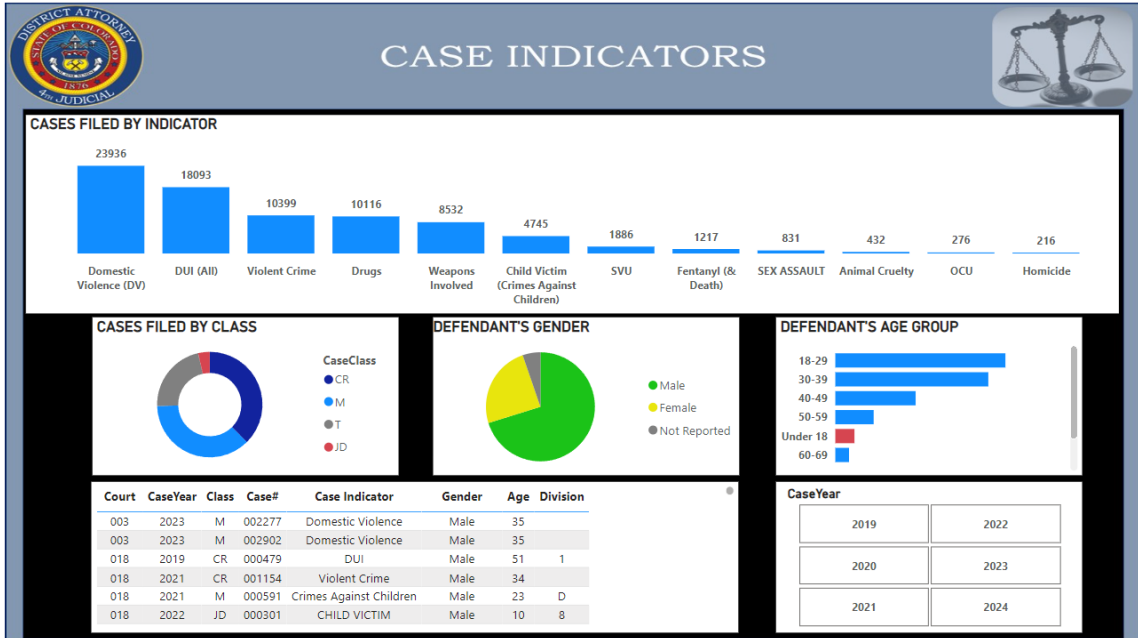 DISTRICT ATTORNEY
STATE OF COLORADO
1876
4TH JUDICIAL
CASE INDICATORS
CASES FILED BY INDICATOR
23936
18093
10399
10116
8532
4745
1886
1217
831
432
276
216
Domestic Violence (DV)
DUI (All)
Violent Crime
Drugs
Weapons Involved
Child Victim (Crimes Against Children)
SVU
Fentanyl (& Death)
SEX ASSAULT
Animal Cruelty
OCU
Homicide
CASES FILED BY CLASS
CaseClass
CR
M
T
JD
DEFENDANT'S GENDER
Male
Female
Not Reported
DEFENDANT'S AGE GROUP
18-29
30-39
40-49
50-59
Under 18
60-69
Court CaseYear Class Case# Case Indicator Gender Age Division
003 2023 M 002277 Domestic Violence Male 35
003 2023 M 002902 Domestic Violence Male 35
018 2019 CR 000479 DUI Male 51 1
018 2021 CR 001154 Violent Crime Male 34
018 2021 M 000591 Crimes Against Children Male 23 D
018 2022 JD 000301 CHILD VICTIM Male 10 8
CaseYear
2019 2022
2020 2023
2021 2024